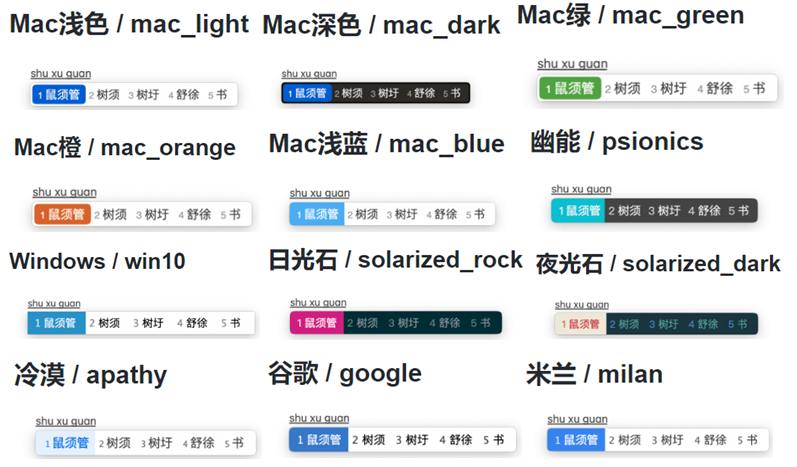 Mac浅色 / mac_light
shu xu guan
1 鼠须管 2 树须 3 树圩 4 舒徐 5 书
Mac深色 / mac_dark
shu xu guan
1 鼠须管 2 树须 3 树圩 4 舒徐 5 书
Mac绿 / mac_green
shu xu guan
1 鼠须管 2 树须 3 树圩 4 舒徐 5 书
Mac橙 / mac_orange
shu xu guan
1 鼠须管 2 树须 3 树圩 4 舒徐 5 书
Mac浅蓝 / mac_blue
shu xu guan
1 鼠须管 2 树须 3 树圩 4 舒徐 5 书
幽能 / psionics
shu xu guan
1 鼠须管 2 树须 3 树圩 4 舒徐 5 书
Windows / win10
shu xu guan
1 鼠须管 2 树须 3 树圩 4 舒徐 5 书
日光石 / solarized_rock
shu xu guan
1 鼠须管 2 树须 3 树圩 4 舒徐 5 书
夜光石 / solarized_dark
shu xu guan
1 鼠须管 2 树须 3 树圩 4 舒徐 5 书
冷漠 / apathy
shu xu guan
1 鼠须管 2 树须 3 树圩 4 舒徐 5 书
谷歌 / google
shu xu guan
1 鼠须管 2 树须 3 树圩 4 舒徐 5 书
米兰 / milan
shu xu guan
1 鼠须管 2 树须 3 树圩 4 舒徐 5 书